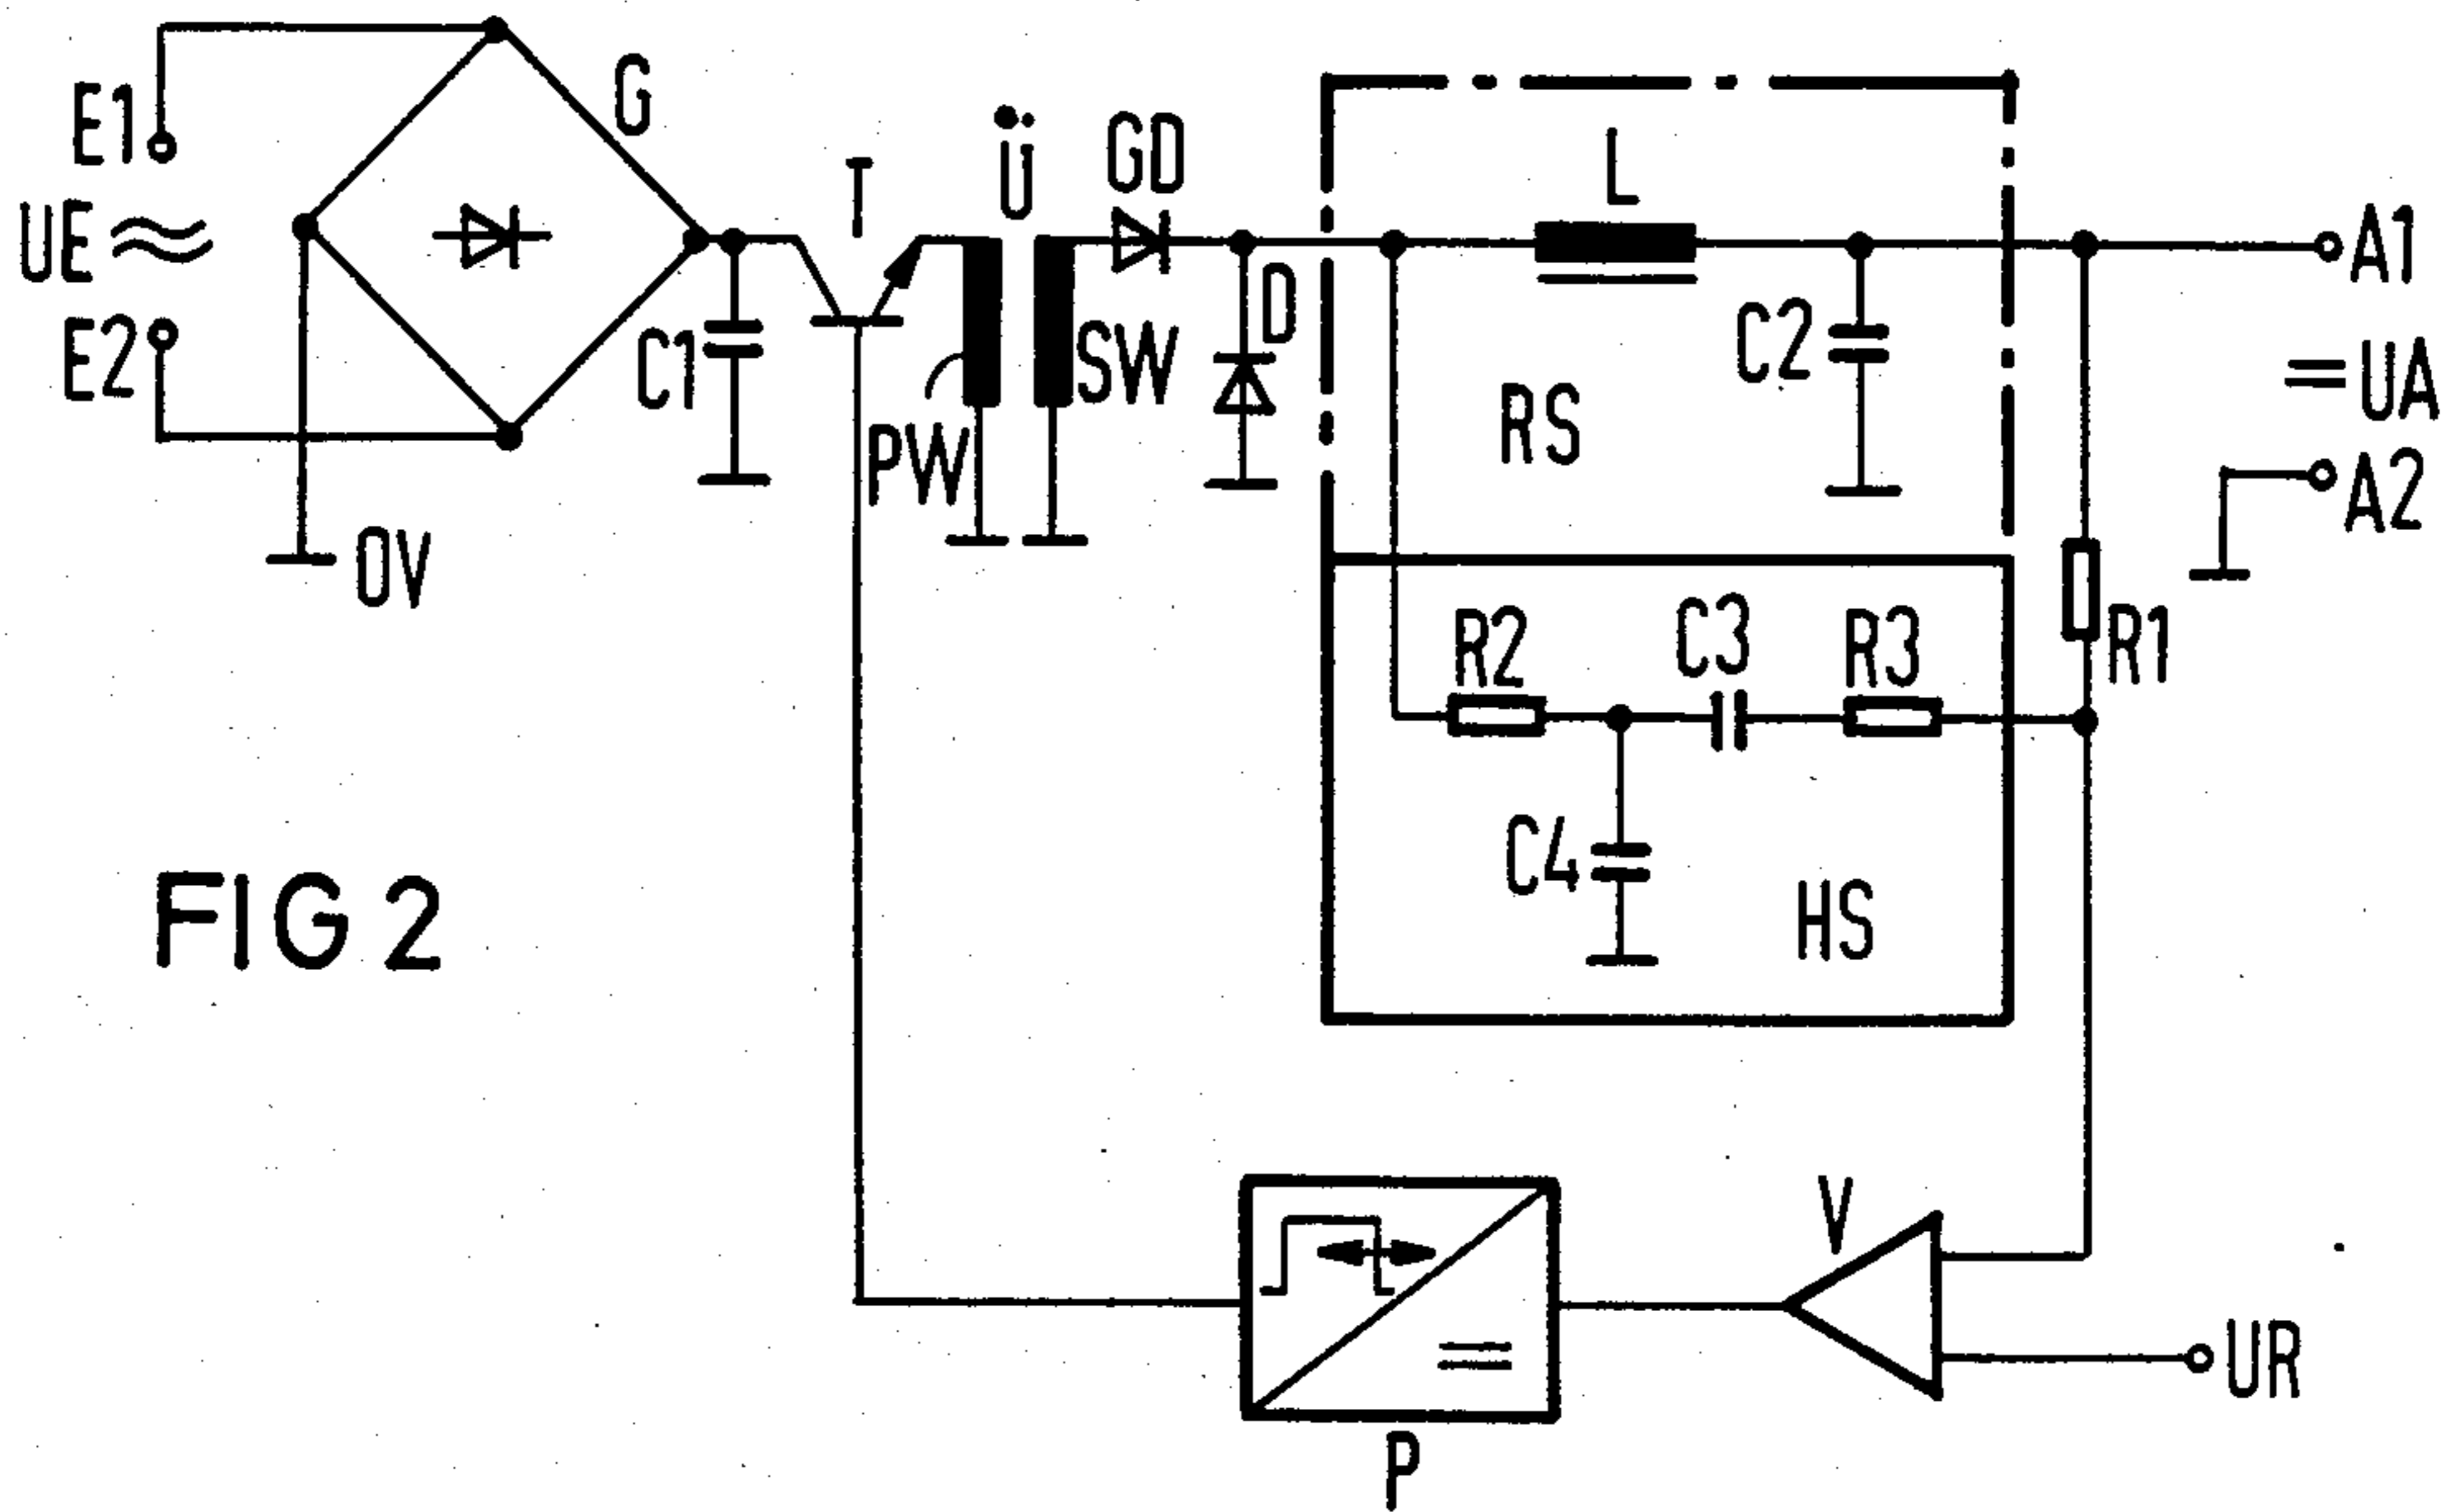 E1
G
T
Ü
GD
L
A1
UE
E2
C1
PW
SW
D
RS
C2
= UA
A2
0V
R2
C3
R3
R1
C4
HS
FIG 2
V
UR
P